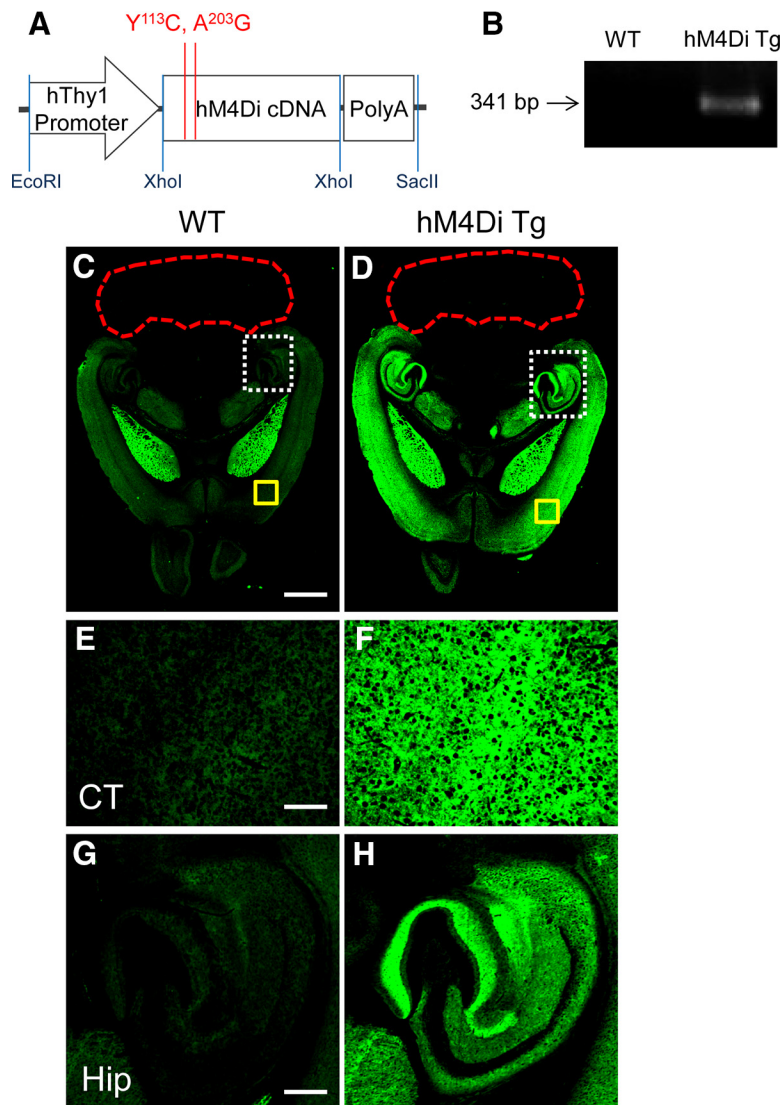 A
Y¹¹³C, A²⁰³G
hThy1
Promoter
hM4Di cDNA
PolyA
EcoRI
XhoI
XhoI
SacII
B
WT
hM4Di Tg
341 bp
WT
hM4Di Tg
C
D
E
CT
F
G
Hip
H